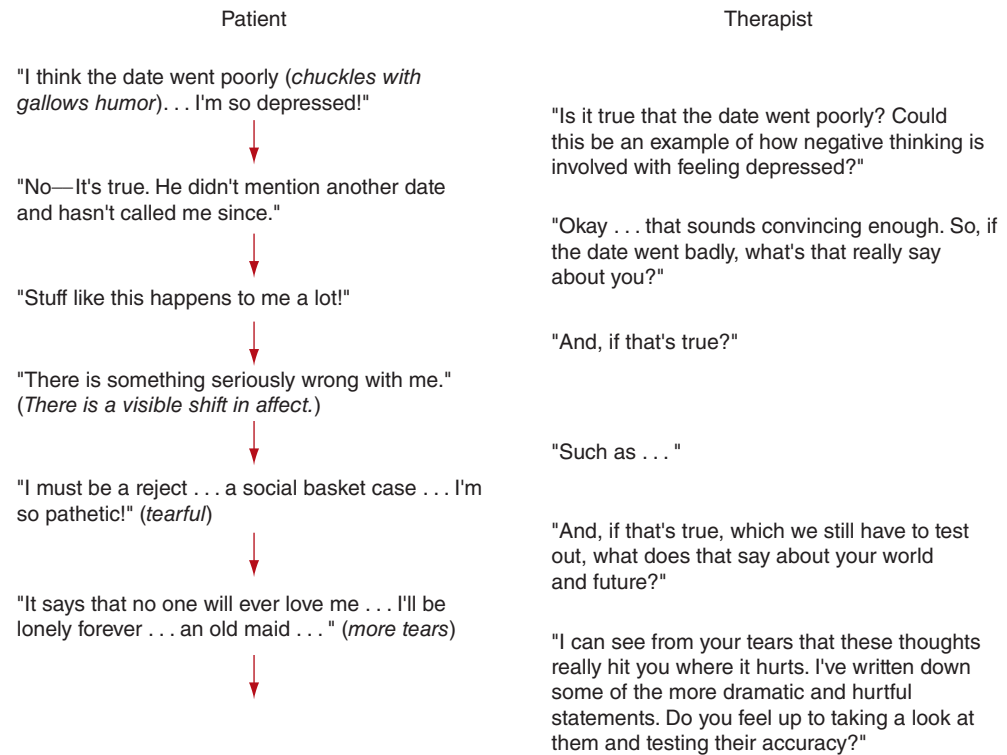 Patient
Therapist
"I think the date went poorly (chuckles with
gallows humor). . . I'm so depressed!"
"Is it true that the date went poorly? Could
this be an example of how negative thinking is
involved with feeling depressed?"
"No—It's true. He didn't mention another date
and hasn't called me since."
"Okay . . . that sounds convincing enough. So, if
the date went badly, what's that really say
about you?"
"Stuff like this happens to me a lot!"
"And, if that's true?"
"There is something seriously wrong with me."
(There is a visible shift in affect.)
"Such as . . . "
"I must be a reject . . . a social basket case . . . I'm
so pathetic!" (tearful)
"And, if that's true, which we still have to test
out, what does that say about your world
and future?"
"It says that no one will ever love me . . . I'll be
lonely forever . . . an old maid . . . " (more tears)
"I can see from your tears that these thoughts
really hit you where it hurts. I've written down
some of the more dramatic and hurtful
statements. Do you feel up to taking a look at
them and testing their accuracy?"